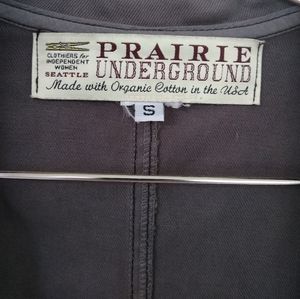 CLOTHIERS for
INDEPENDENT
WOMEN
SEATTLE
PRAIRIE
UNDERGROUND
Made with Organic Cotton in the USA
S